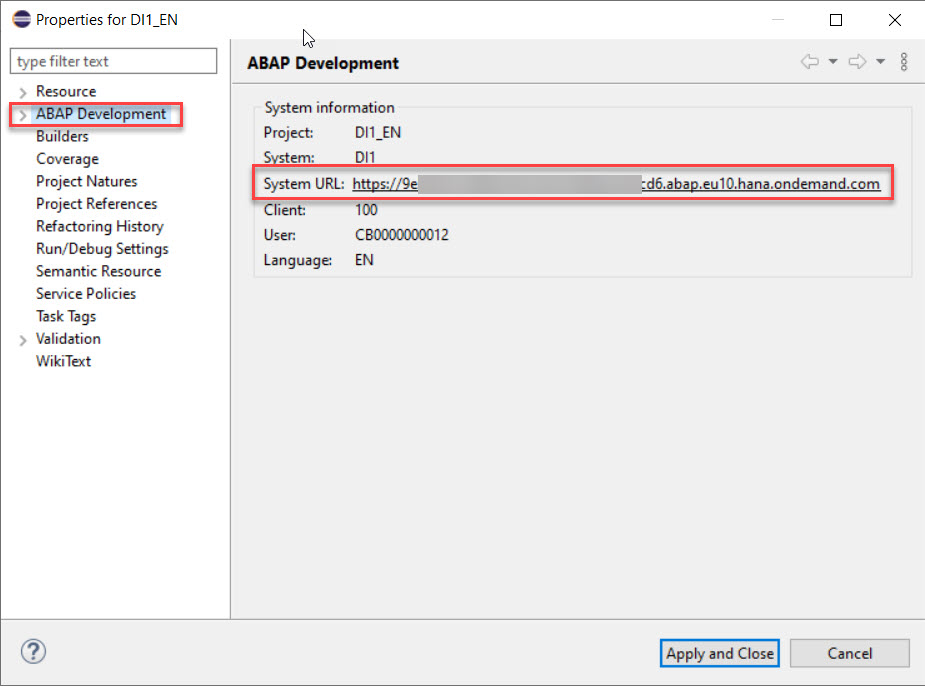 Properties for DI1_EN
type filter text
Resource
ABAP Development
Builders
Coverage
Project Natures
Project References
Refactoring History
Run/Debug Settings
Semantic Resource
Service Policies
Task Tags
Validation
WikiText
ABAP Development
System information
Project: DI1_EN
System: DI1
System URL: https://9e cd6.abap.eu10.hana.ondemand.com
Client: 100
User: CB0000000012
Language: EN
?
Apply and Close
Cancel